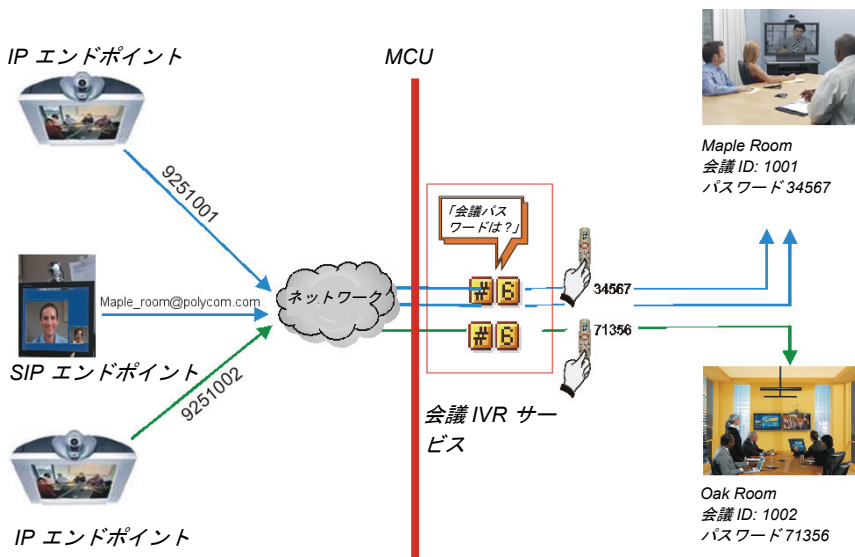 IP エンドポイント
MCU
Maple Room
会議 ID: 1001
パスワード 34567
9251001
「会議パス
ワードは？」
ネットワーク
# 6
34567
Maple_room@polycom.com
# 6
71356
SIP エンドポイント
9251002
会議 IVR サー
ビス
IP エンドポイント
Oak Room
会議 ID: 1002
パスワード 71356